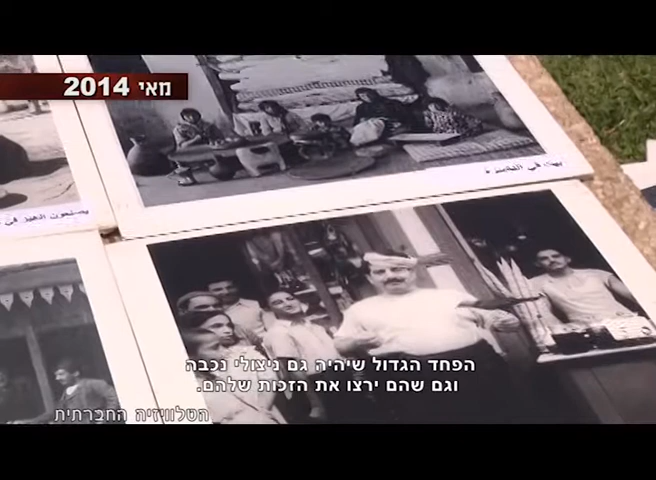 מאי 2014
הפחד הגדול שיהיה גם ניצולי נכבה
וגם שהם ירצו את הזכות שלהם.
הטלוויזיה החברתית